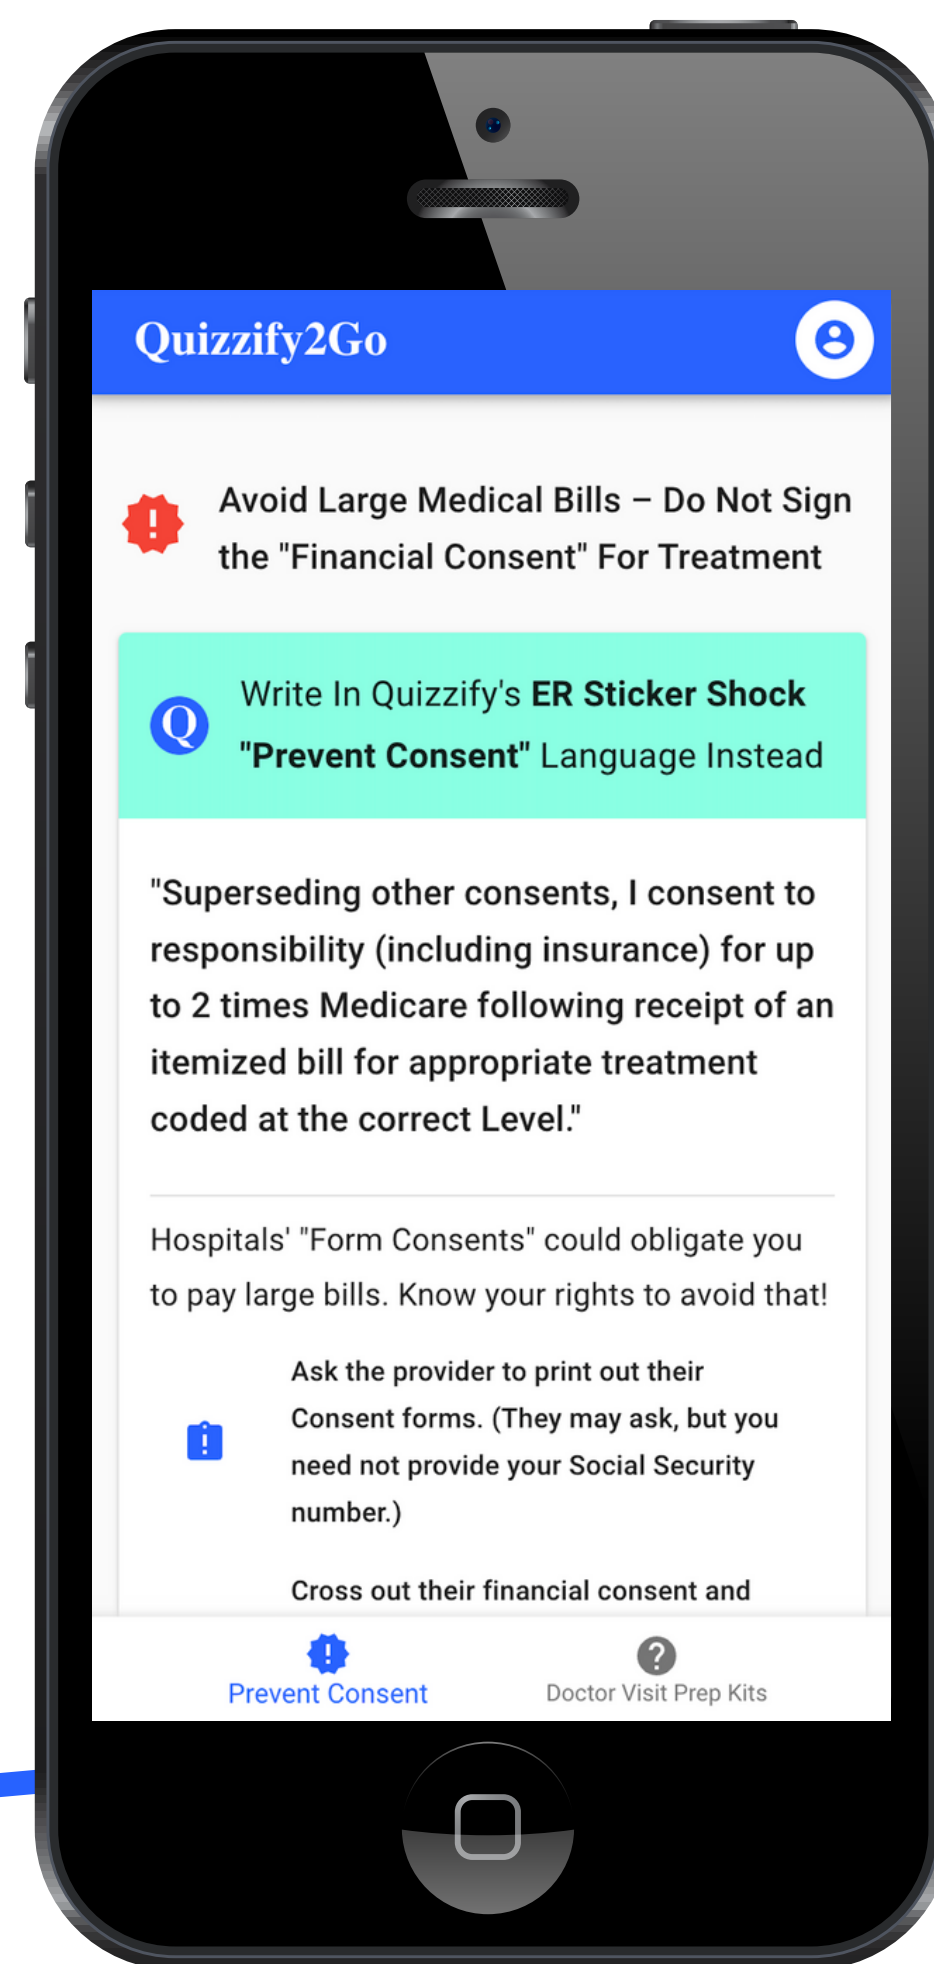 Quizzify2Go
Avoid Large Medical Bills – Do Not Sign
the "Financial Consent" For Treatment
Q
Write In Quizzify's ER Sticker Shock
"Prevent Consent" Language Instead
"Superseding other consents, I consent to
responsibility (including insurance) for up
to 2 times Medicare following receipt of an
itemized bill for appropriate treatment
coded at the correct Level."
Hospitals' "Form Consents" could obligate you
to pay large bills. Know your rights to avoid that!
Ask the provider to print out their
Consent forms. (They may ask, but you
need not provide your Social Security
number.)
Cross out their financial consent and
Prevent Consent
Doctor Visit Prep Kits